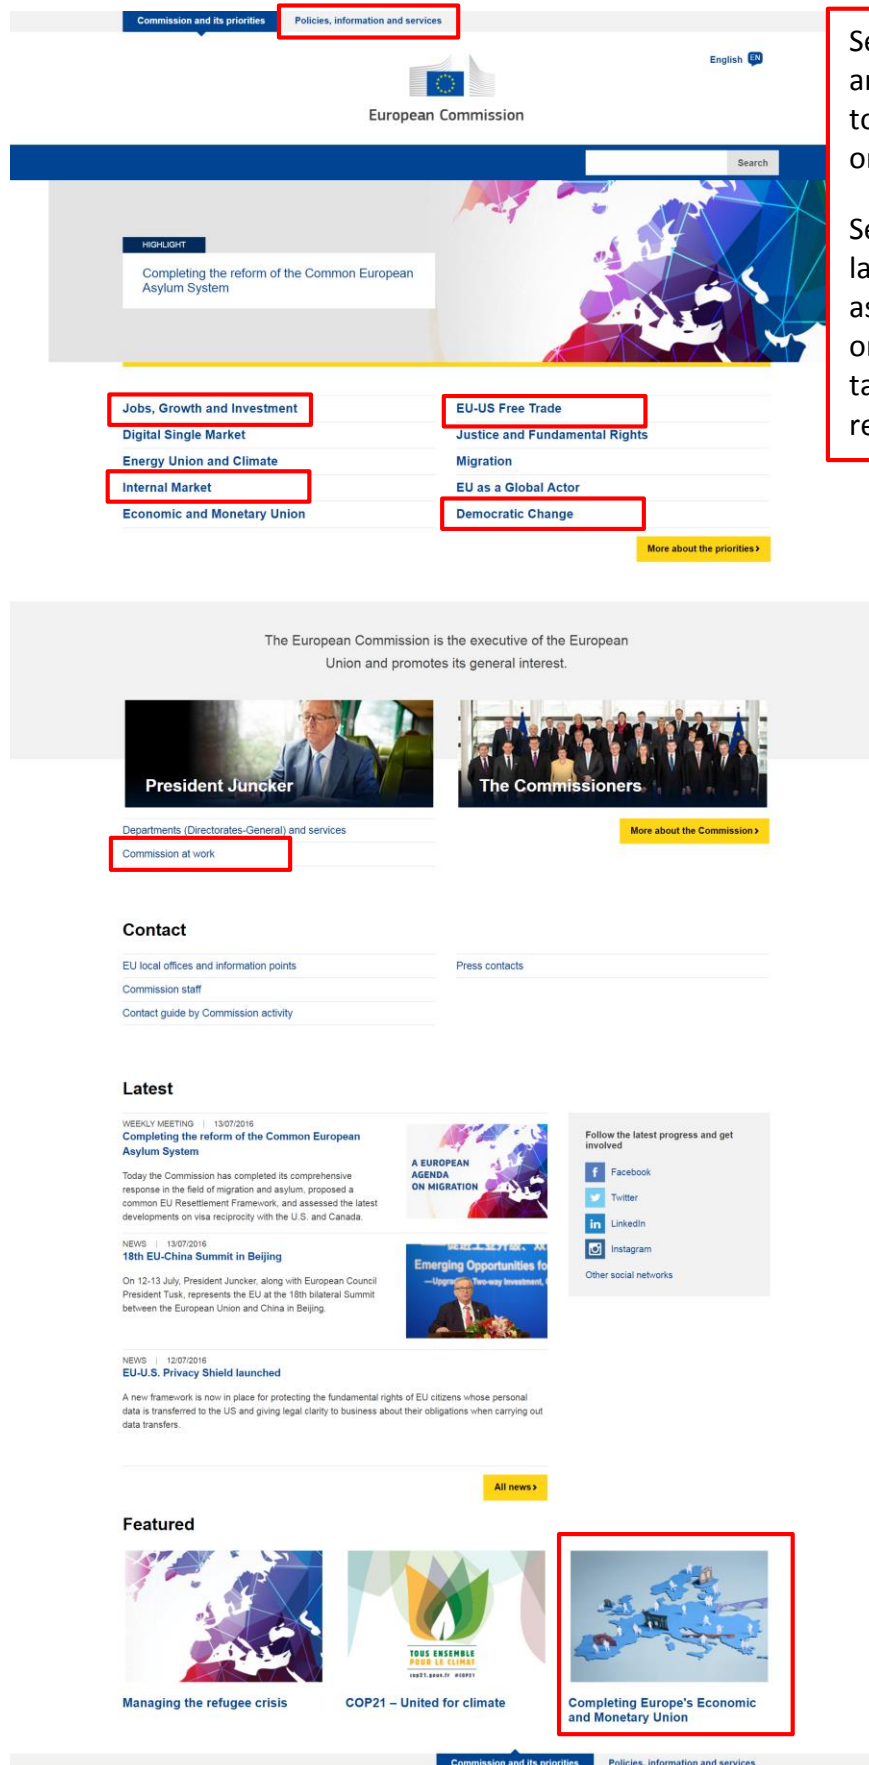 Commission and its priorities
Policies, information and services
English EN
European Commission
Search
HIGHLIGHT
Completing the reform of the Common European
Asylum System
Jobs, Growth and Investment
EU-US Free Trade
Digital Single Market
Justice and Fundamental Rights
Energy Union and Climate
Migration
Internal Market
EU as a Global Actor
Economic and Monetary Union
Democratic Change
More about the priorities ›
The European Commission is the executive of the European
Union and promotes its general interest.
President Juncker
The Commissioners
Departments (Directorates-General) and services
More about the Commission ›
Commission at work
Contact
EU local offices and information points
Press contacts
Commission staff
Contact guide by Commission activity
Latest
WEEKLY MEETING | 13/07/2016
Completing the reform of the Common European
Asylum System
Today the Commission has completed its comprehensive
response in the field of migration and asylum, proposed a
common EU Resettlement Framework, and assessed the latest
developments on visa reciprocity with the U.S. and Canada.
A EUROPEAN
AGENDA
ON MIGRATION
NEWS | 13/07/2016
18th EU-China Summit in Beijing
On 12-13 July, President Juncker, along with European Council
President Tusk, represents the EU at the 18th bilateral Summit
between the European Union and China in Beijing.
Emerging Opportunities fo
Two-way Investment,
NEWS | 12/07/2016
EU-U.S. Privacy Shield launched
A new framework is now in place for protecting the fundamental rights of EU citizens whose personal
data is transferred to the US and giving legal clarity to business about their obligations when carrying out
data transfers.
All news ›
Follow the latest progress and get
involved
Facebook
Twitter
LinkedIn
Instagram
Other social networks
Featured
TOUS ENSEMBLE
POUR LE CLIMAT
cop21.gouv.fr #COP21
Managing the refugee crisis
COP21 – United for climate
Completing Europe's Economic
and Monetary Union
Commission and its priorities
Policies, information and services